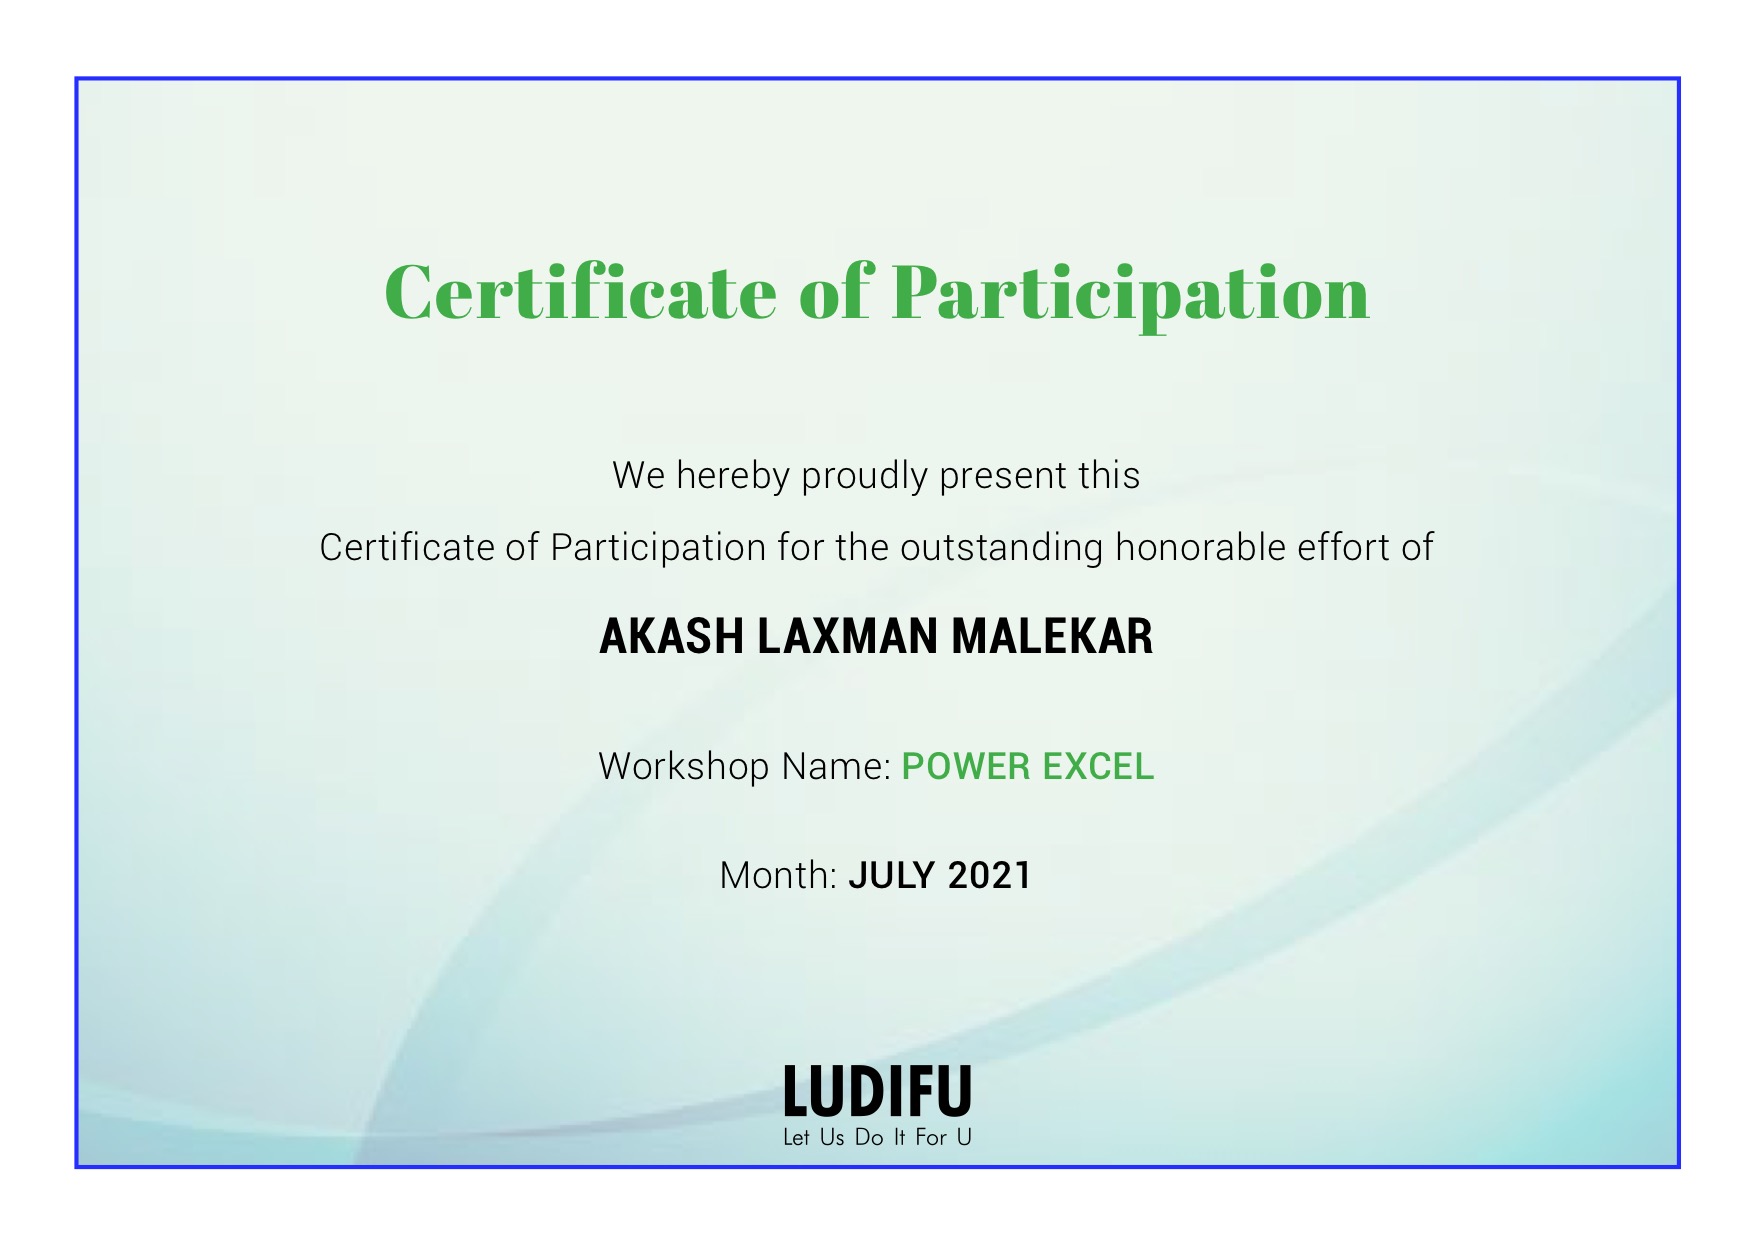 Certificate of Participation
We hereby proudly present this
Certificate of Participation for the outstanding honorable effort of
AKASH LAXMAN MALEKAR
Workshop Name: POWER EXCEL
Month: JULY 2021
LUDIFU
Let Us Do It For U